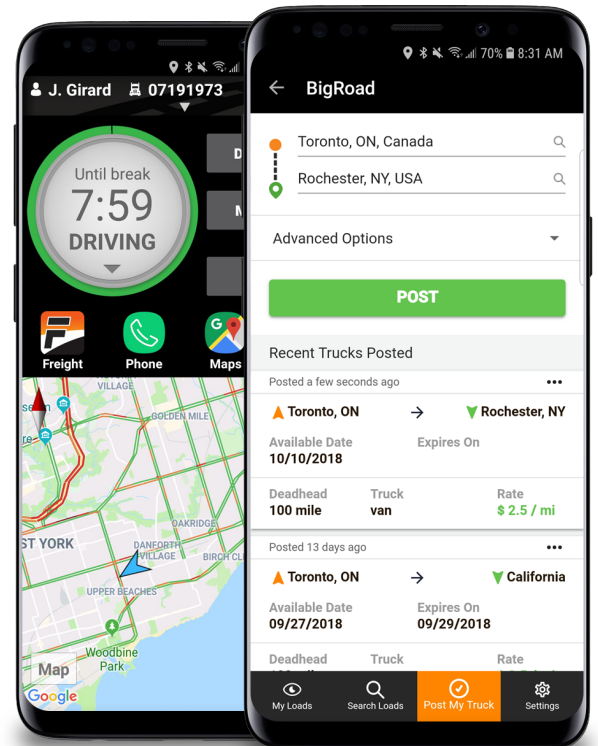 J. Girard 07191973
Until break
7:59
DRIVING
Freight Phone Maps
VILLAGE
GOLDEN MILE
OAKRIDGE
ST YORK
DANFORTH
VILLAGE
BIRCH CL
UPPER BEACHES
Woodbine
Park
Map
Google
70% 8:31 AM
BigRoad
Toronto, ON, Canada
Rochester, NY, USA
Advanced Options
POST
Recent Trucks Posted
Posted a few seconds ago
Toronto, ON → Rochester, NY
Available Date Expires On
10/10/2018
Deadhead Truck Rate
100 mile van $ 2.5 / mi
Posted 13 days ago
Toronto, ON → California
Available Date Expires On
09/27/2018 09/29/2018
Deadhead Truck Rate
My Loads Search Loads Post My Truck Settings